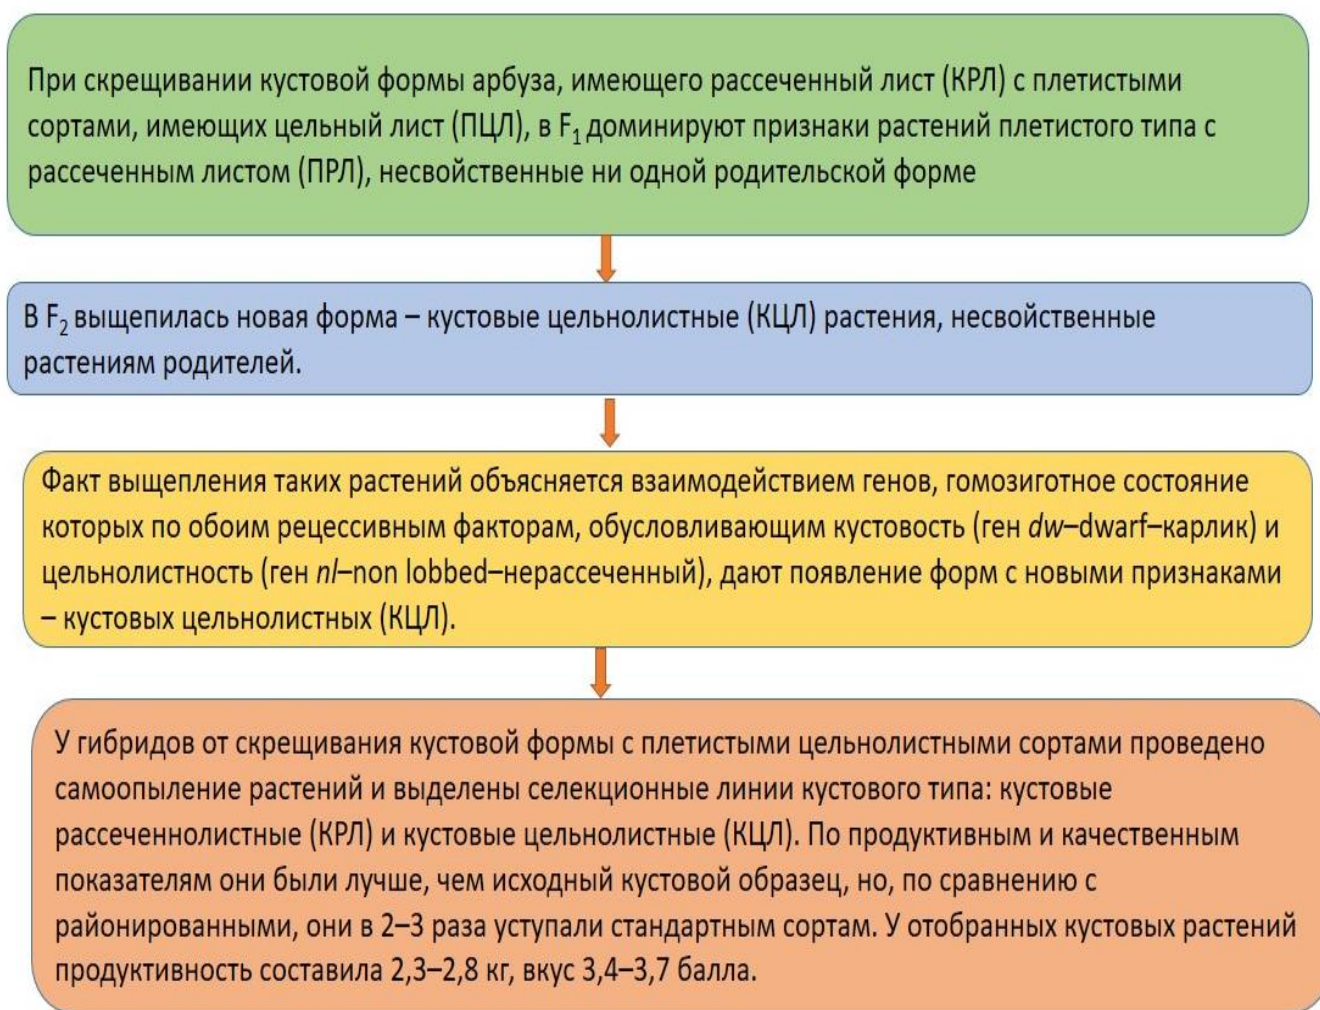 При скрещивании кустовой формы арбуза, имеющего рассеченный лист (КРЛ) с плетистыми
сортами, имеющих цельный лист (ПЦЛ), в F₁ доминируют признаки растений плетистого типа с
рассеченным листом (ПРЛ), несвойственные ни одной родительской форме
В F₂ выщепилась новая форма – кустовые цельнолистные (КЦЛ) растения, несвойственные
растениям родителей.
Факт выщепления таких растений объясняется взаимодействием генов, гомозиготное состояние
которых по обоим рецессивным факторам, обусловливающим кустовость (ген dw–dwarf–карлик) и
цельнолистность (ген nl–non lobbed–нерассеченный), дают появление форм с новыми признаками
– кустовых цельнолистных (КЦЛ).
У гибридов от скрещивания кустовой формы с плетистыми цельнолистными сортами проведено
самоопыление растений и выделены селекционные линии кустового типа: кустовые
рассеченнолистные (КРЛ) и кустовые цельнолистные (КЦЛ). По продуктивным и качественным
показателям они были лучше, чем исходный кустовой образец, но, по сравнению с
районированными, они в 2–3 раза уступали стандартным сортам. У отобранных кустовых растений
продуктивность составила 2,3–2,8 кг, вкус 3,4–3,7 балла.